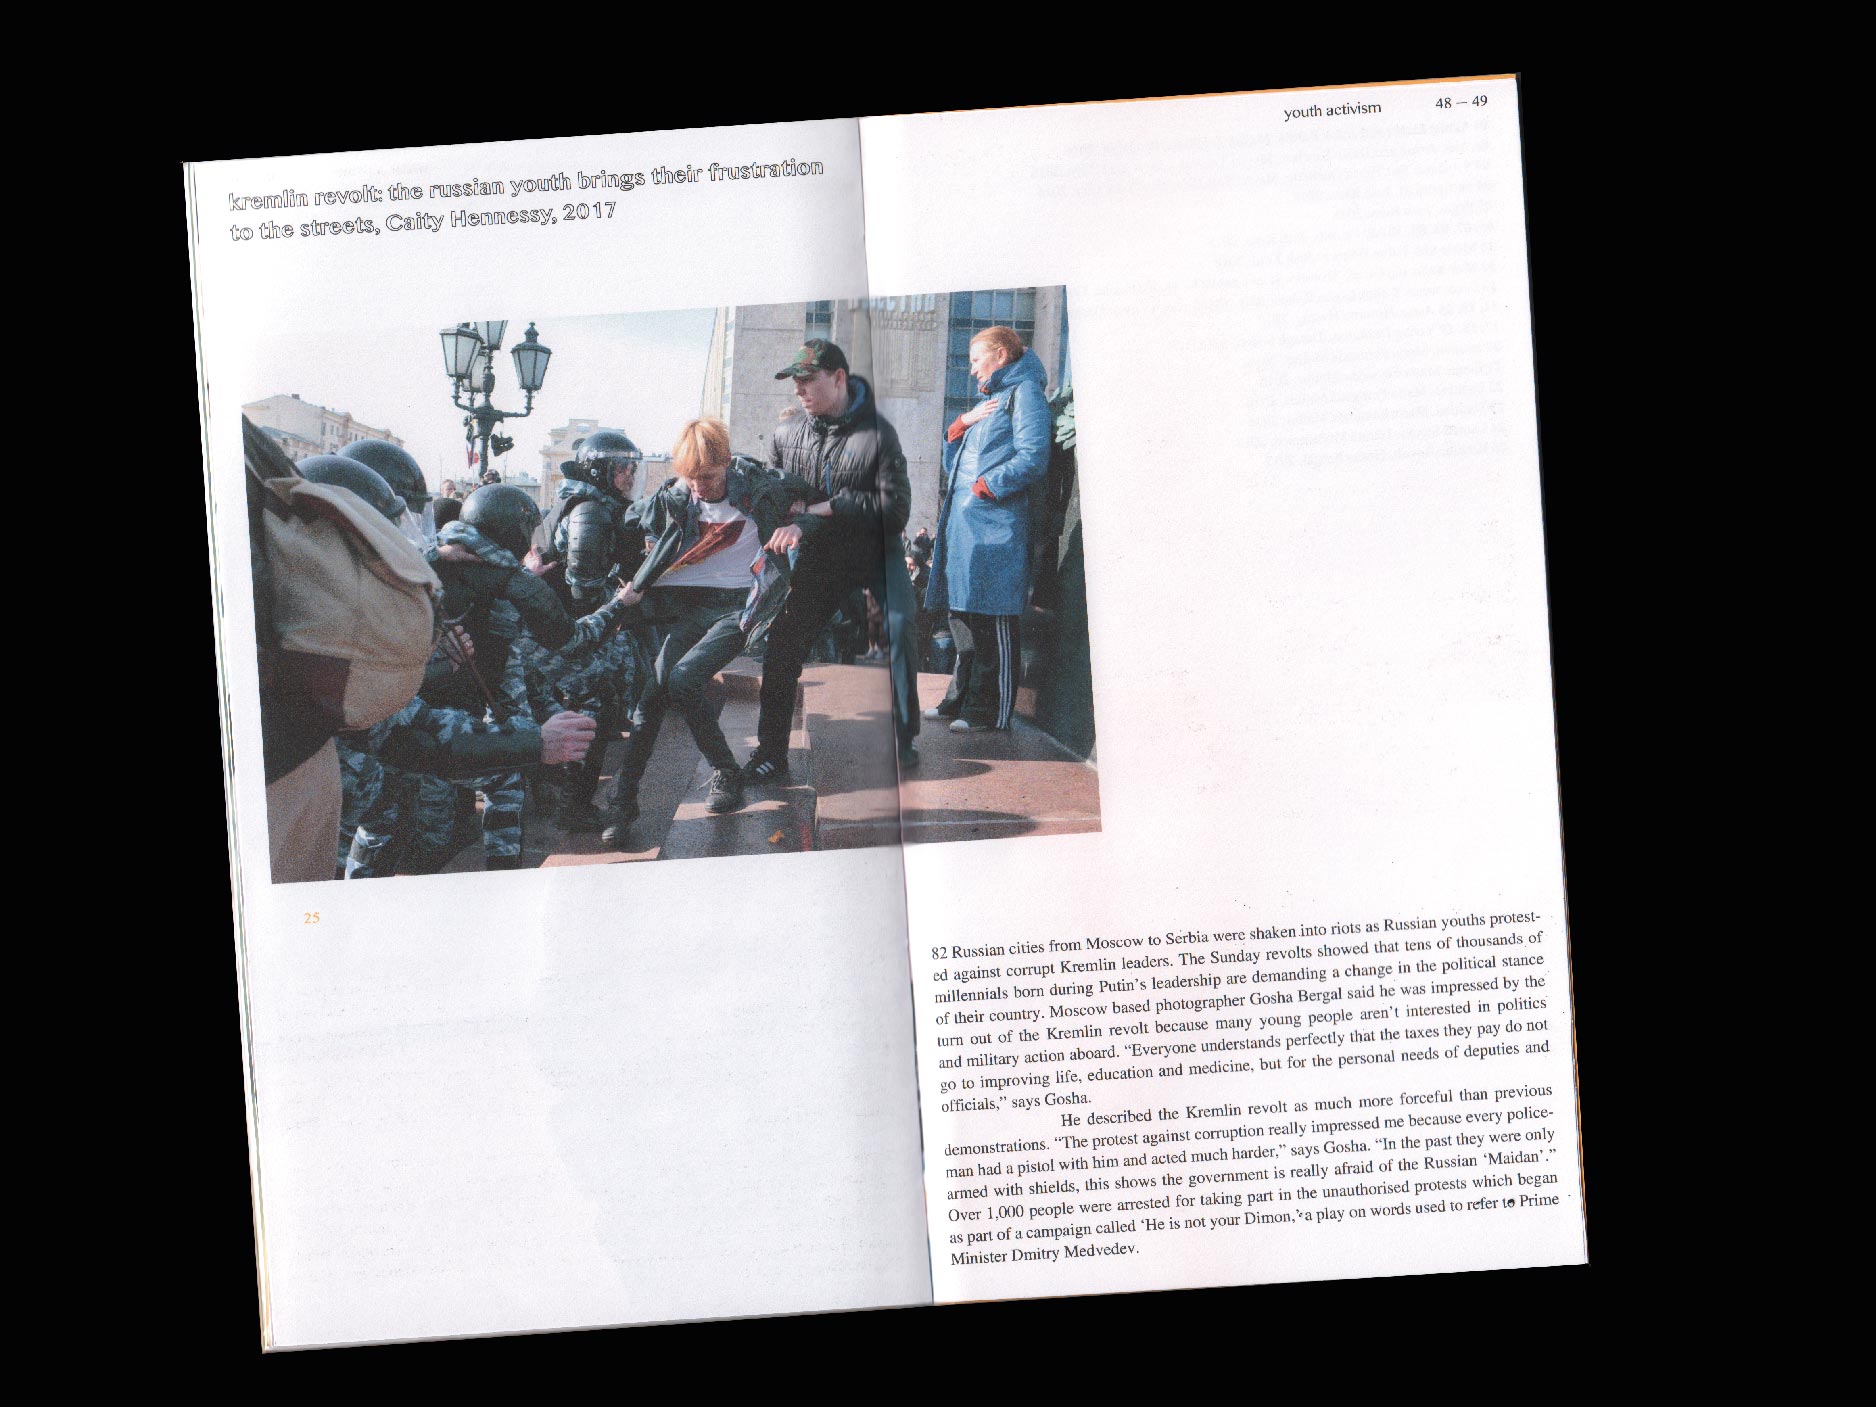 youth activism 48 — 49
kremlin revolt: the russian youth brings their frustration
to the streets, Caity Hennessy, 2017
25
82 Russian cities from Moscow to Serbia were shaken into riots as Russian youths protest-
ed against corrupt Kremlin leaders. The Sunday revolts showed that tens of thousands of
millennials born during Putin’s leadership are demanding a change in the political stance
of their country. Moscow based photographer Gosha Bergal said he was impressed by the
turn out of the Kremlin revolt because many young people aren’t interested in politics
and military action aboard. “Everyone understands perfectly that the taxes they pay do not
go to improving life, education and medicine, but for the personal needs of deputies and
officials,” says Gosha.
He described the Kremlin revolt as much more forceful than previous
demonstrations. “The protest against corruption really impressed me because every police-
man had a pistol with him and acted much harder,” says Gosha. “In the past they were only
armed with shields, this shows the government is really afraid of the Russian ‘Maidan’.”
Over 1,000 people were arrested for taking part in the unauthorised protests which began
as part of a campaign called ‘He is not your Dimon,’ a play on words used to refer to Prime
Minister Dmitry Medvedev.